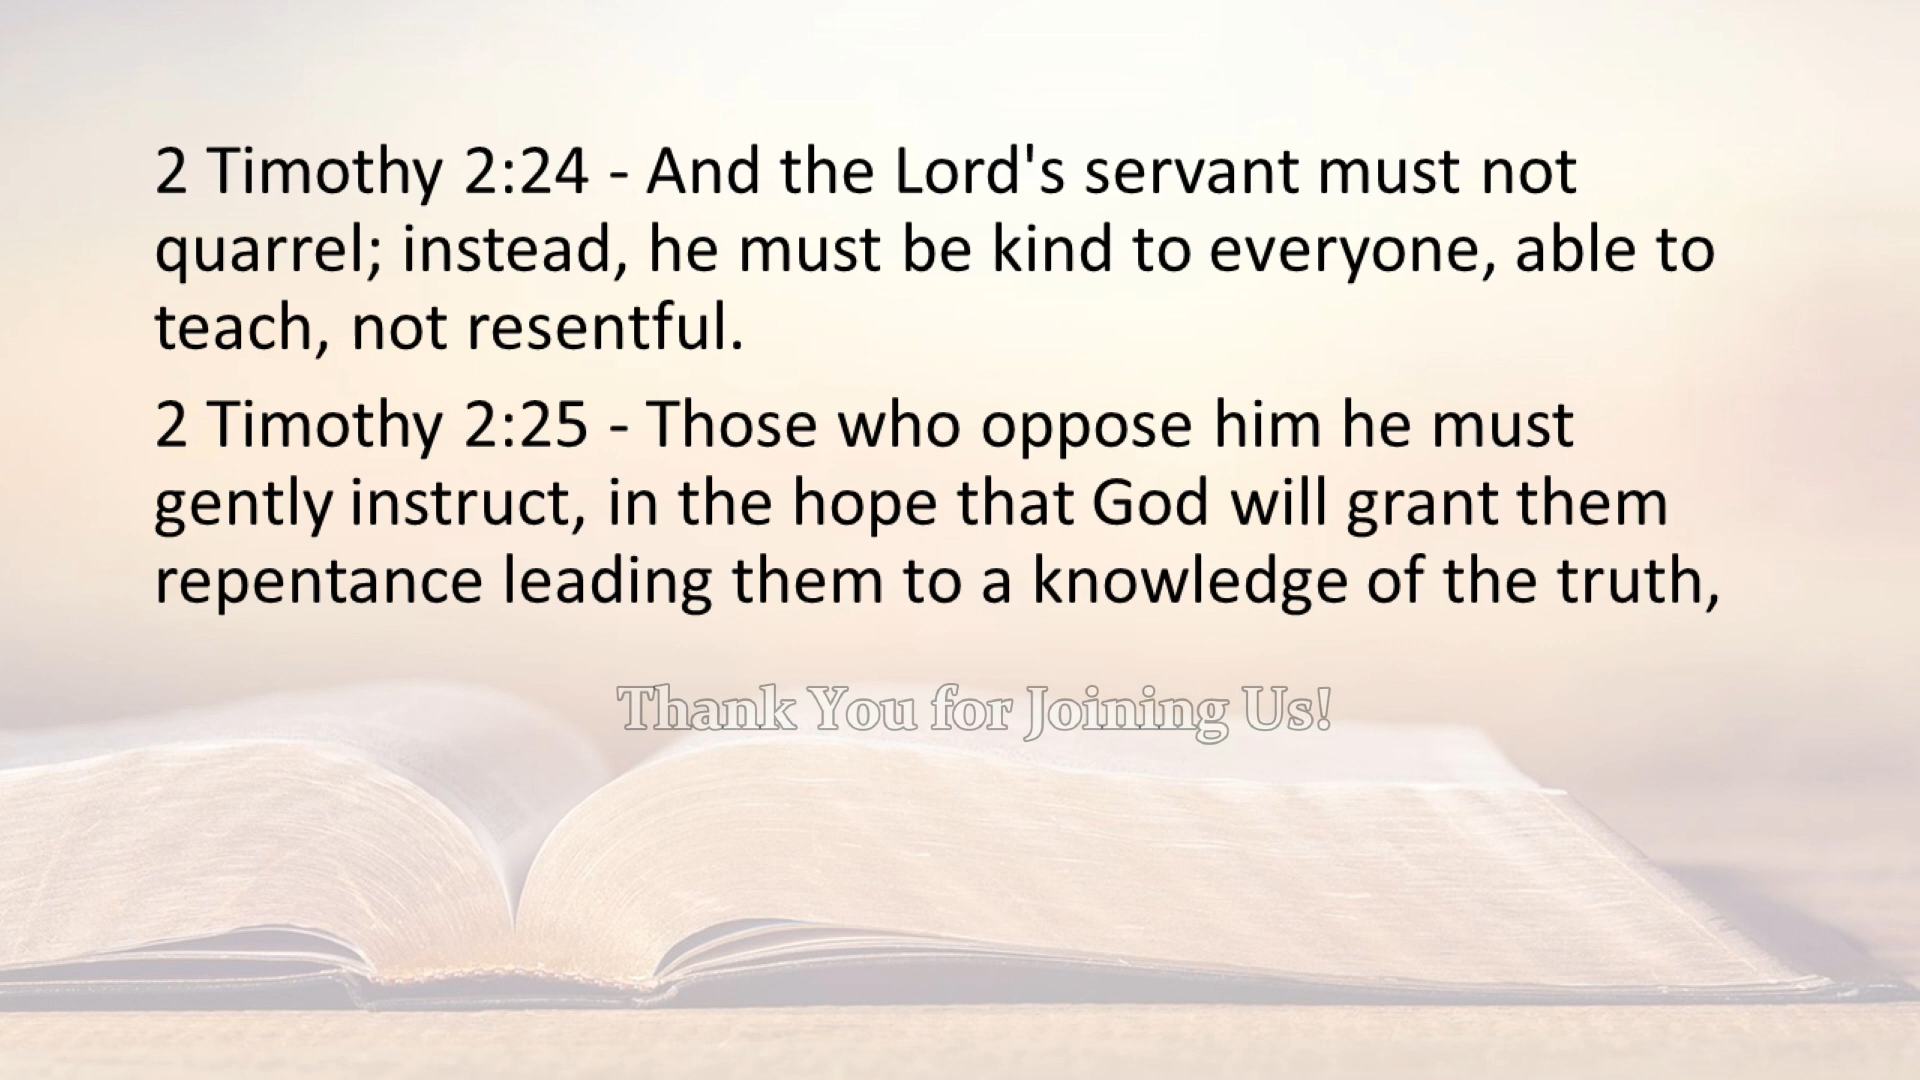 2 Timothy 2:24 - And the Lord's servant must not
quarrel; instead, he must be kind to everyone, able to
teach, not resentful.
2 Timothy 2:25 - Those who oppose him he must
gently instruct, in the hope that God will grant them
repentance leading them to a knowledge of the truth,
Thank You for Joining Us!